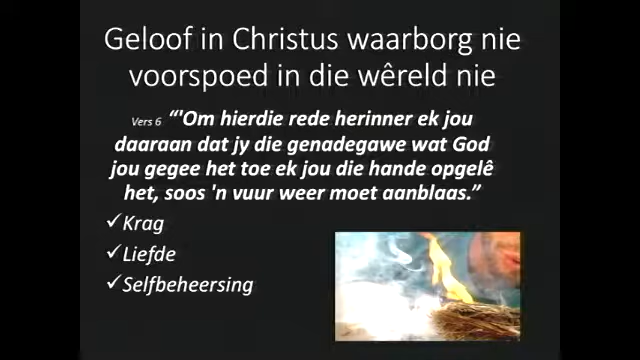 Geloof in Christus waarborg nie
voorspoed in die wêreld nie
Vers 6 “'Om hierdie rede herinner ek jou
daaraan dat jy die genadegawe wat God
jou gegee het toe ek jou die hande opgelê
het, soos 'n vuur weer moet aanblaas.”
✓Krag
✓Liefde
✓Selfbeheersing